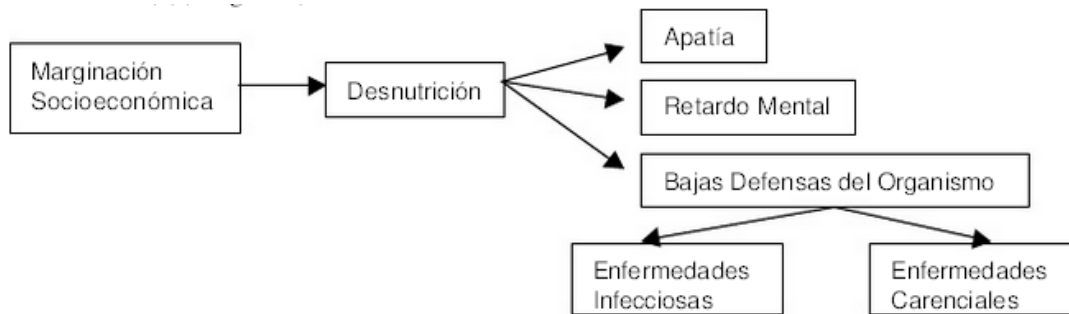 Apatía
Marginación
Socioeconómica
Desnutrición
Retardo Mental
Bajas Defensas del Organismo
Enfermedades
Infecciosas
Enfermedades
Carenciales